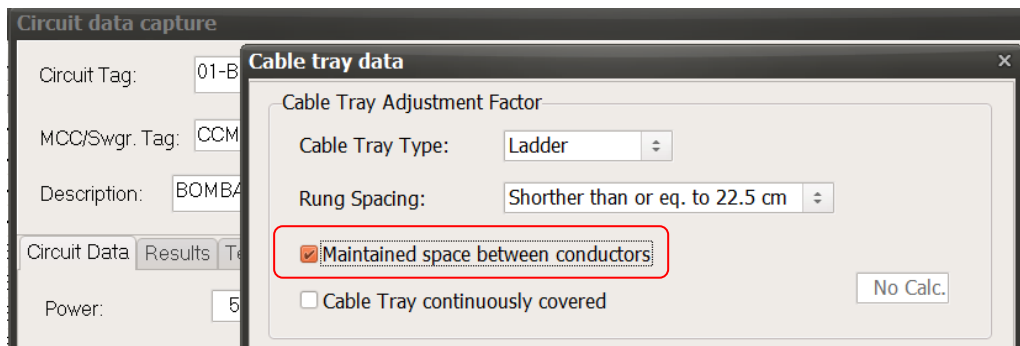 Circuit data capture
Circuit Tag: 01-B
MCC/Swgr. Tag: CCM
Description: BOMBA
Circuit Data Results Te
Power: 5
Cable tray data
Cable Tray Adjustment Factor
Cable Tray Type: Ladder
Rung Spacing: Shorther than or eq. to 22.5 cm
Maintained space between conductors
Cable Tray continuously covered
No Calc.